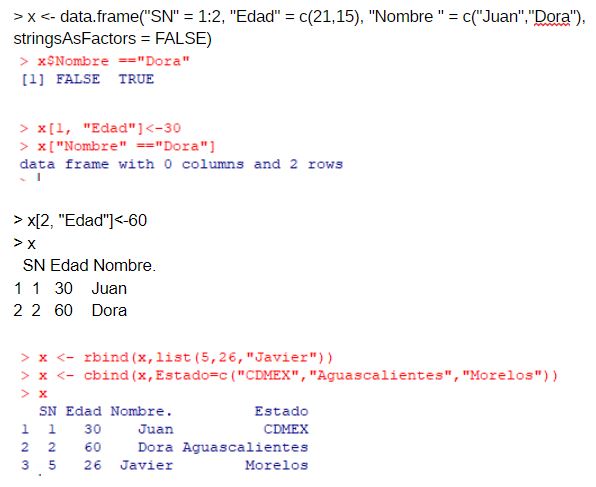 > x <- data.frame("SN" = 1:2, "Edad" = c(21,15), "Nombre " = c("Juan","Dora"),
stringsAsFactors = FALSE)
> x$Nombre =="Dora"
[1] FALSE  TRUE
> x[1, "Edad"]<-30
> x["Nombre" =="Dora"]
data frame with 0 columns and 2 rows
> x[2, "Edad"]<-60
> x
SN Edad Nombre.
1 1 30 Juan
2 2 60 Dora
> x <- rbind(x,list(5,26,"Javier"))
> x <- cbind(x,Estado=c("CDMEX","Aguascalientes","Morelos"))
> x
SN Edad Nombre. Estado
1 1 30 Juan CDMEX
2 2 60 Dora Aguascalientes
3 5 26 Javier Morelos